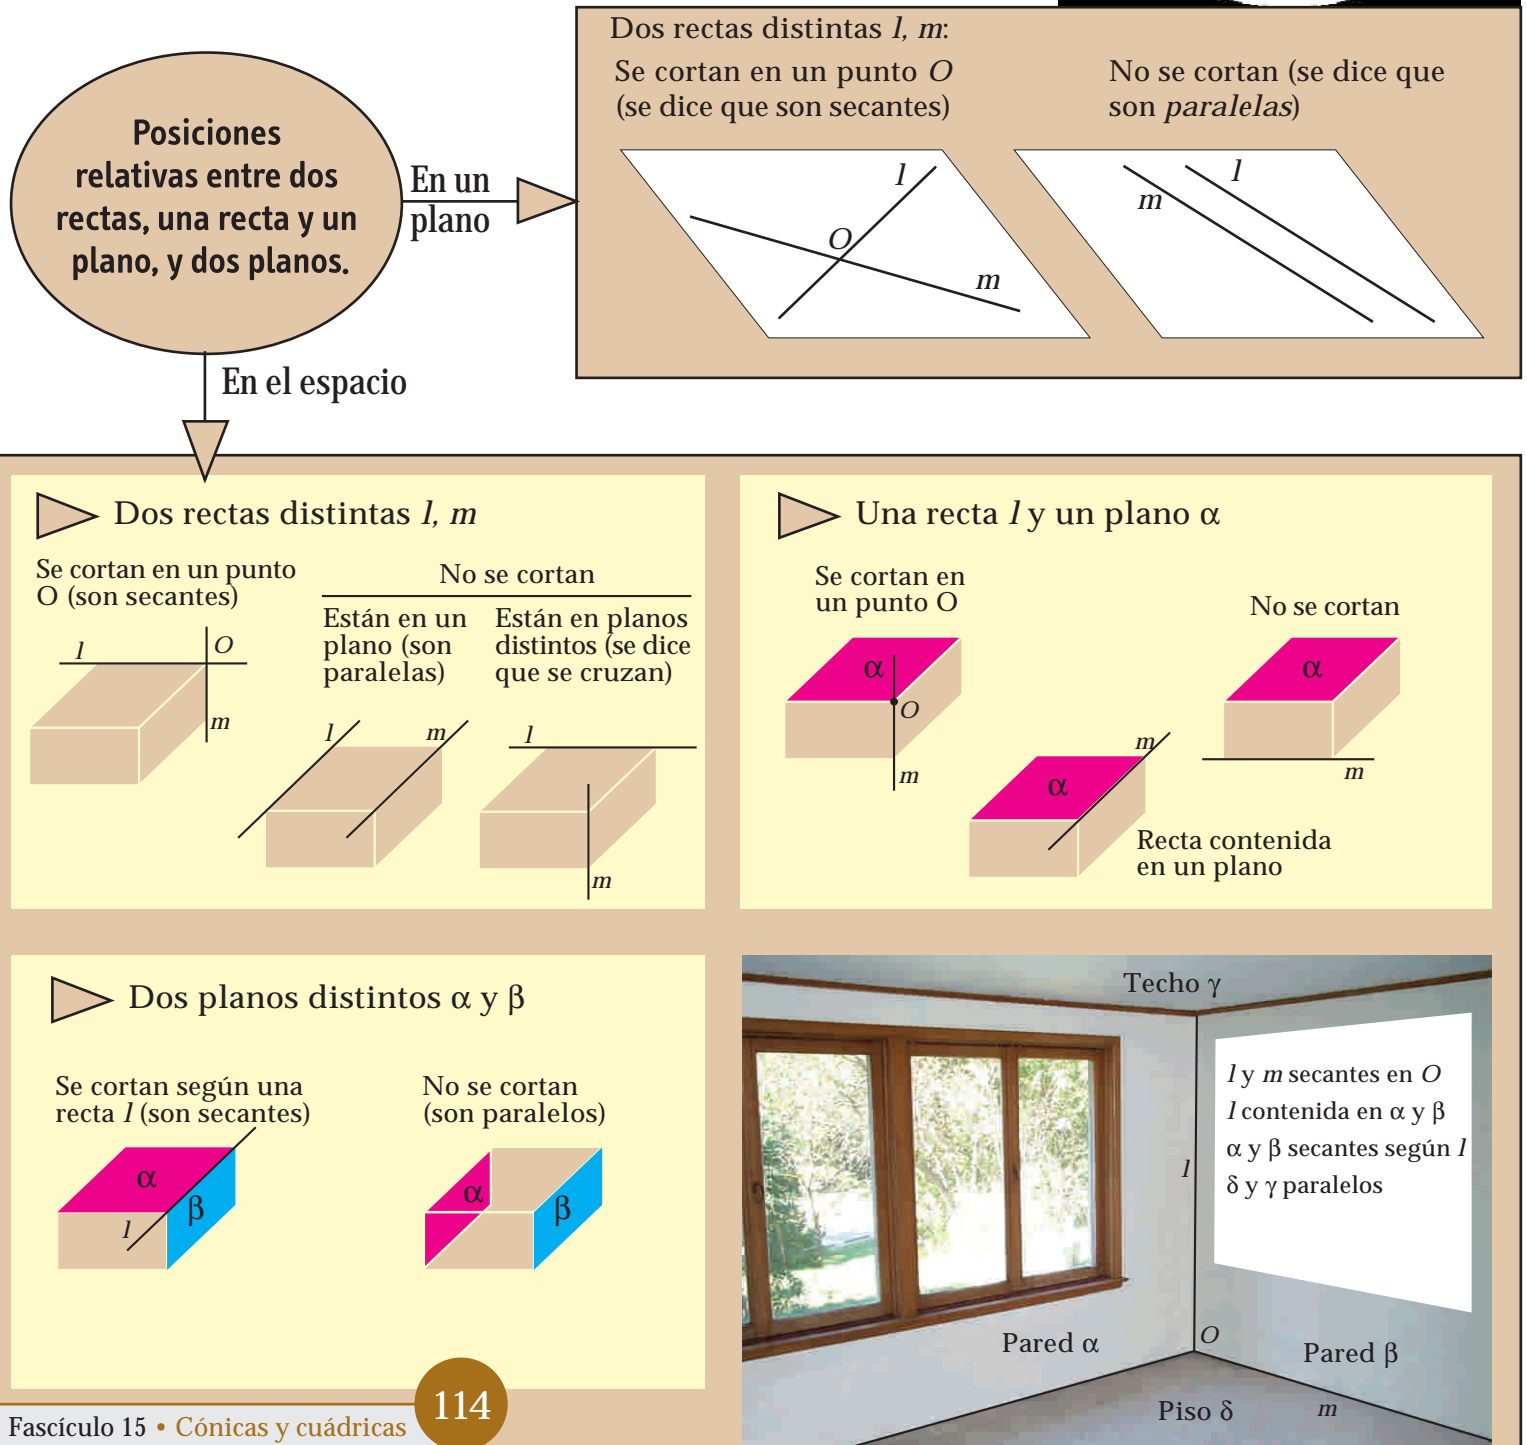 Posiciones
relativas entre dos
rectas, una recta y un
plano, y dos planos.
En un
plano
Dos rectas distintas l, m:
Se cortan en un punto O
(se dice que son secantes)
l
O
m
No se cortan (se dice que
son paralelas)
l
m
En el espacio
Dos rectas distintas l, m
Se cortan en un punto
O (son secantes)
l
O
m
No se cortan
Están en un
plano (son
paralelas)
l
m
Están en planos
distintos (se dice
que se cruzan)
l
m
Una recta l y un plano α
Se cortan en
un punto O
α
O
m
m
α
Recta contenida
en un plano
No se cortan
α
m
Dos planos distintos α y β
Se cortan según una
recta l (son secantes)
α
β
l
No se cortan
(son paralelos)
α
β
Techo γ
l y m secantes en O
l contenida en α y β
α y β secantes según l
δ y γ paralelos
l
O
Pared α
Pared β
Piso δ
m
Fascículo 15 • Cónicas y cuádricas
114